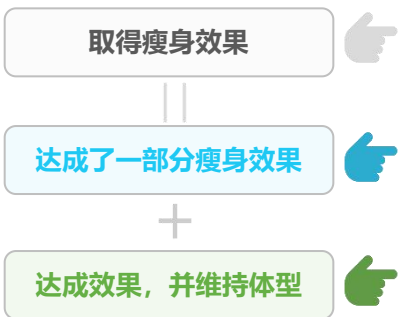 取得瘦身效果
达成了一部分瘦身效果
+
达成效果，并维持体型